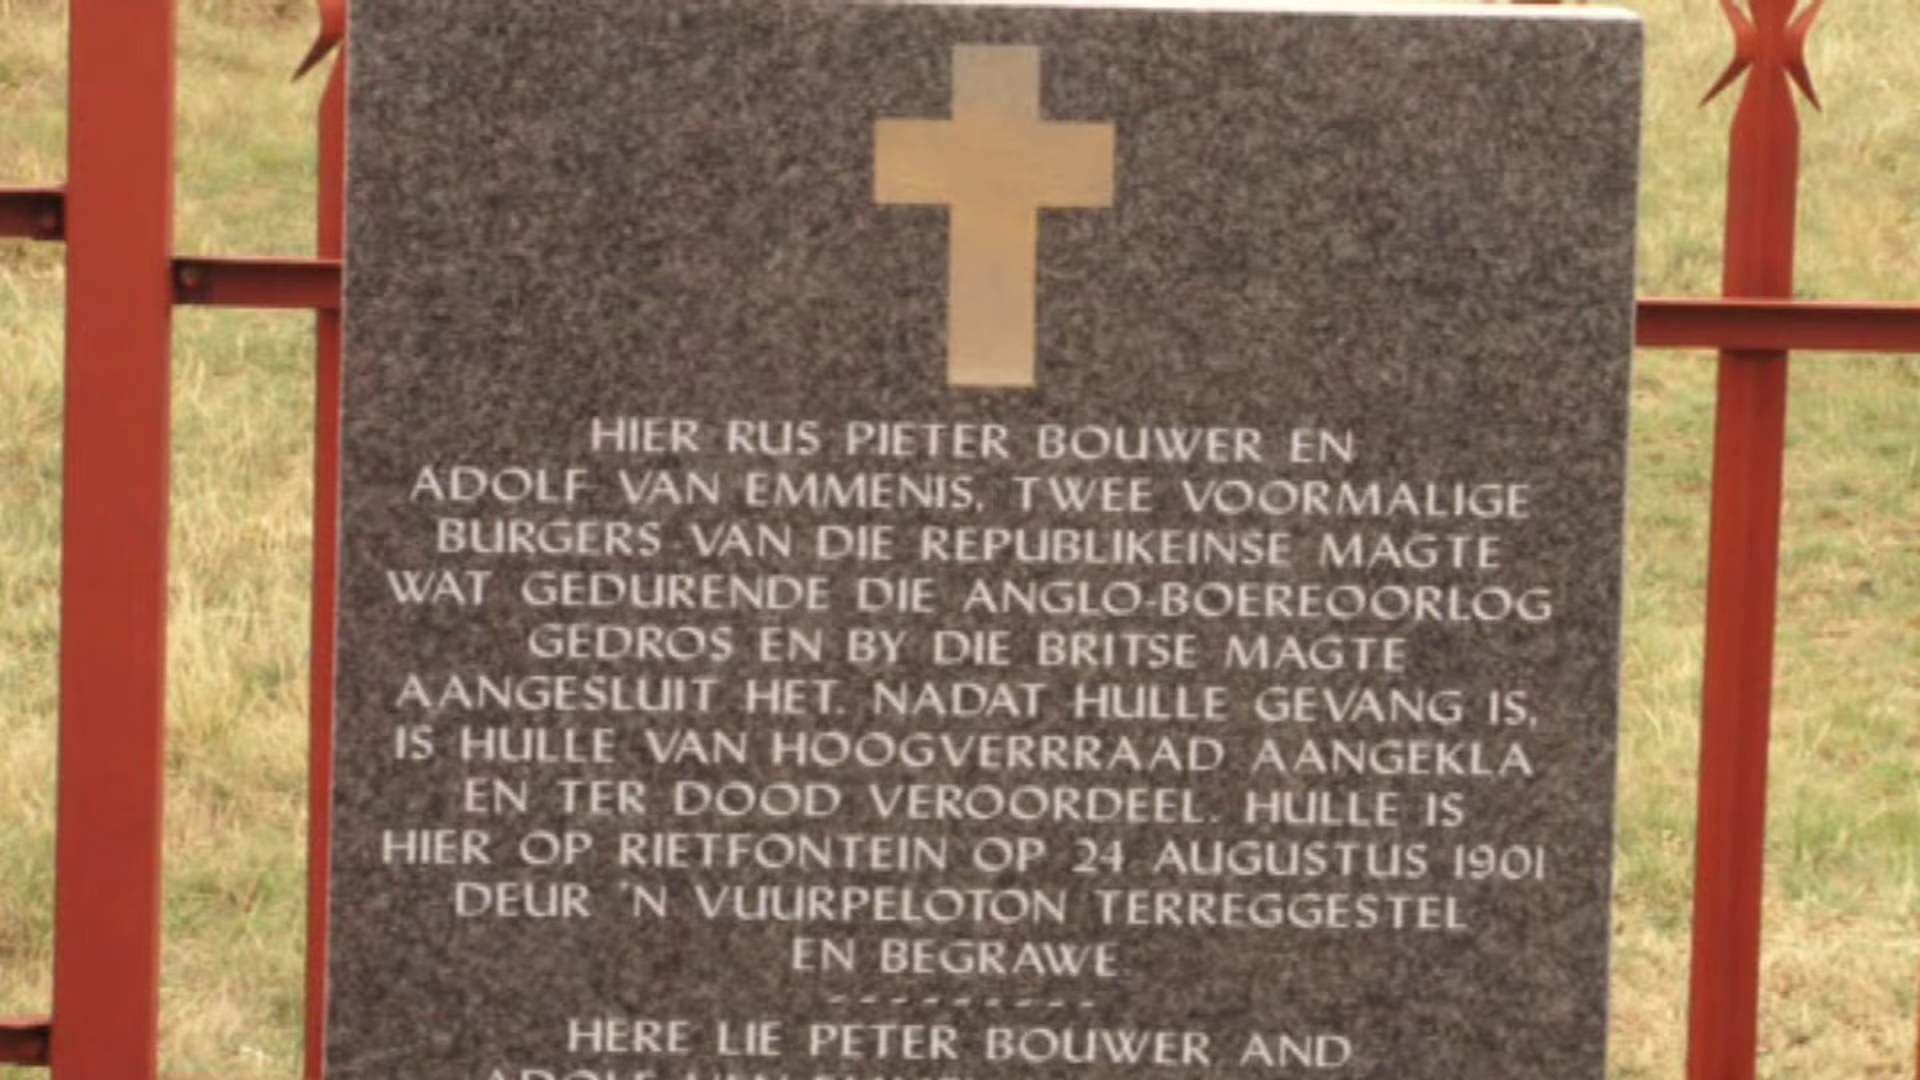 HIER RUS PIETER BOUWER EN
ADOLF VAN EMMENIS, TWEE VOORMALIGE
BURGERS VAN DIE REPUBLIKEINSE MAGTE
WAT GEDURENDE DIE ANGLO-BOEREOORLOG
GEDROS EN BY DIE BRITSE MAGTE
AANGESLUIT HET. NADAT HULLE GEVANG IS,
IS HULLE VAN HOOGVERRRAAD AANGEKLA
EN TER DOOD VEROORDEEL. HULLE IS
HIER OP RIETFONTEIN OP 24 AUGUSTUS 1901
DEUR 'N VUURPELOTON TERREGGESTEL
EN BEGRAWE
----------
HERE LIE PETER BOUWER AND
ADOLF